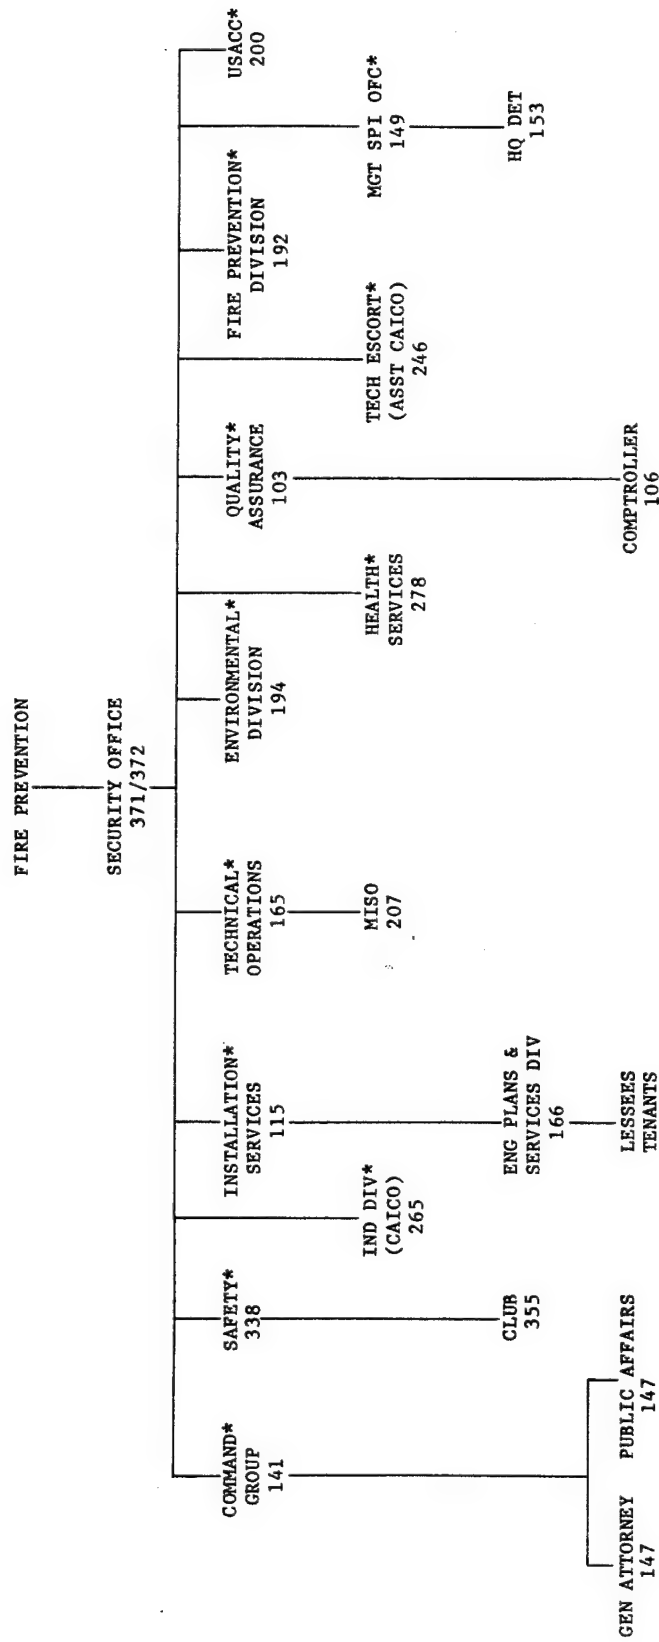 FIRE PREVENTION
SECURITY OFFICE
371/372
COMMAND*
GROUP
141
SAFETY*
338
INSTALLATION*
SERVICES
115
TECHNICAL*
OPERATIONS
165
ENVIRONMENTAL*
DIVISION
194
QUALITY*
ASSURANCE
103
FIRE PREVENTION*
DIVISION
192
USACC*
200
IND DIV*
(CAICO)
265
MISO
207
HEALTH*
SERVICES
278
TECH ESCORT*
(ASST CAICO)
246
MGT SPI OFC*
149
CLUB
355
ENG PLANS &
SERVICES DIV
166
HQ DET
153
GEN ATTORNEY
147
PUBLIC AFFAIRS
147
LESSEES
TENANTS
COMPTROLLER
106